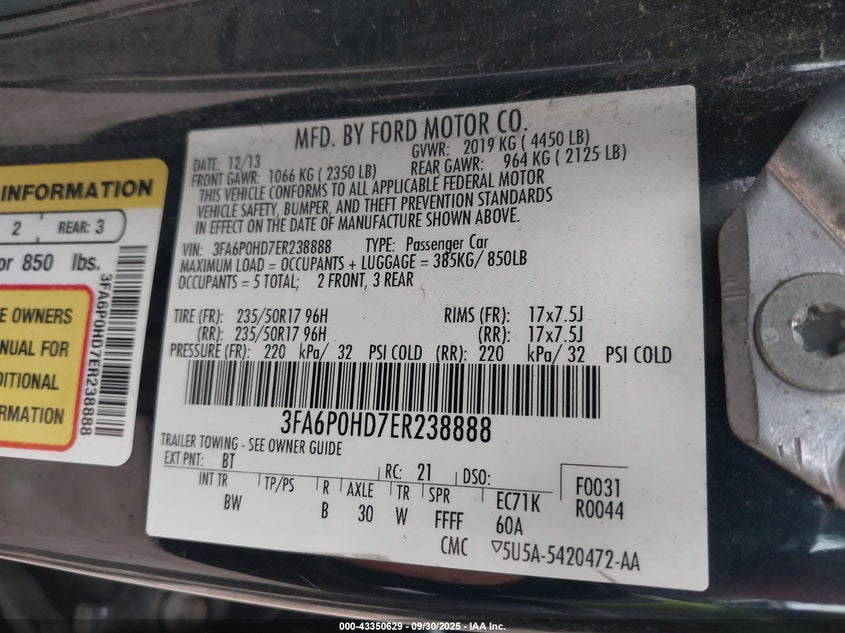 INFORMATION
2 REAR: 3
or 850 lbs.
E OWNERS
NUAL FOR
DITIONAL
ORMATION
3FA6P0HD7ER238888
MFD. BY FORD MOTOR CO.
DATE: 12/13 GVWR: 2019 KG ( 4450 LB)
FRONT GAWR: 1066 KG ( 2350 LB) REAR GAWR: 964 KG ( 2125 LB)
THIS VEHICLE CONFORMS TO ALL APPLICABLE FEDERAL MOTOR
VEHICLE SAFETY, BUMPER, AND THEFT PREVENTION STANDARDS
IN EFFECT ON THE DATE OF MANUFACTURE SHOWN ABOVE.
VIN: 3FA6P0HD7ER238888 TYPE: Passenger Car
MAXIMUM LOAD = OCCUPANTS + LUGGAGE = 385KG/ 850LB
OCCUPANTS = 5 TOTAL; 2 FRONT, 3 REAR
TIRE (FR): 235/50R17 96H RIMS (FR): 17x7.5J
(RR): 235/50R17 96H (RR): 17x7.5J
PRESSURE (FR): 220 kPa/ 32 PSI COLD (RR): 220 kPa/ 32 PSI COLD
3FA6P0HD7ER238888
TRAILER TOWING - SEE OWNER GUIDE
EXT PNT: BT RC: 21 DSO: F0031
INT TR TP/PS R AXLE TR SPR EC71K R0044
BW B 30 W FFFF 60A
CMC ▽5U5A-5420472-AA
000-43350629 - 09/30/2025 - IAA Inc.